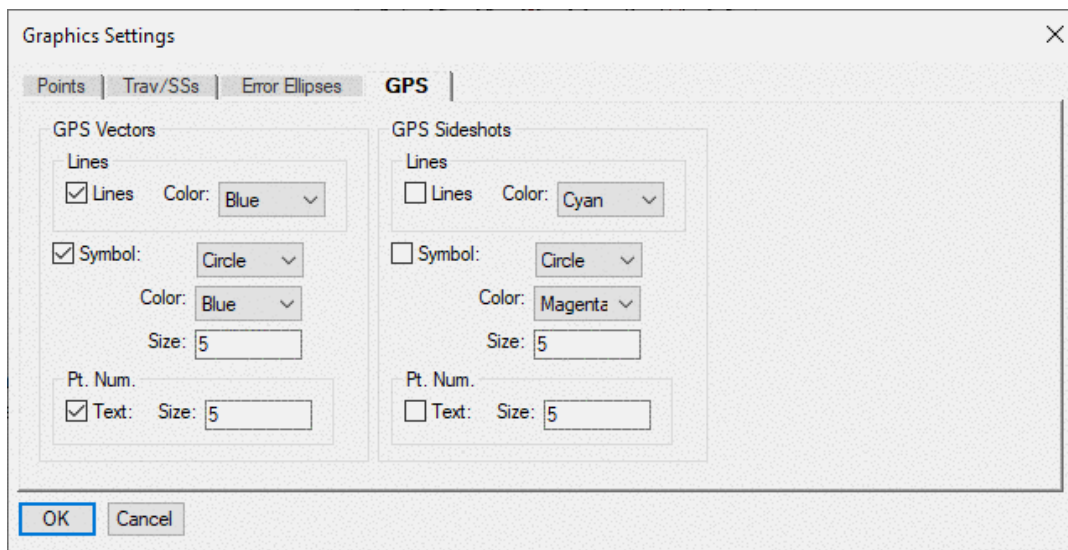 Graphics Settings
Points Trav/SSs Error Ellipses GPS
GPS Vectors
Lines
Lines Color: Blue
Symbol: Circle
Color: Blue
Size: 5
Pt. Num.
Text: Size: 5
GPS Sideshots
Lines
Lines Color: Cyan
Symbol: Circle
Color: Magenta
Size: 5
Pt. Num.
Text: Size: 5
OK Cancel